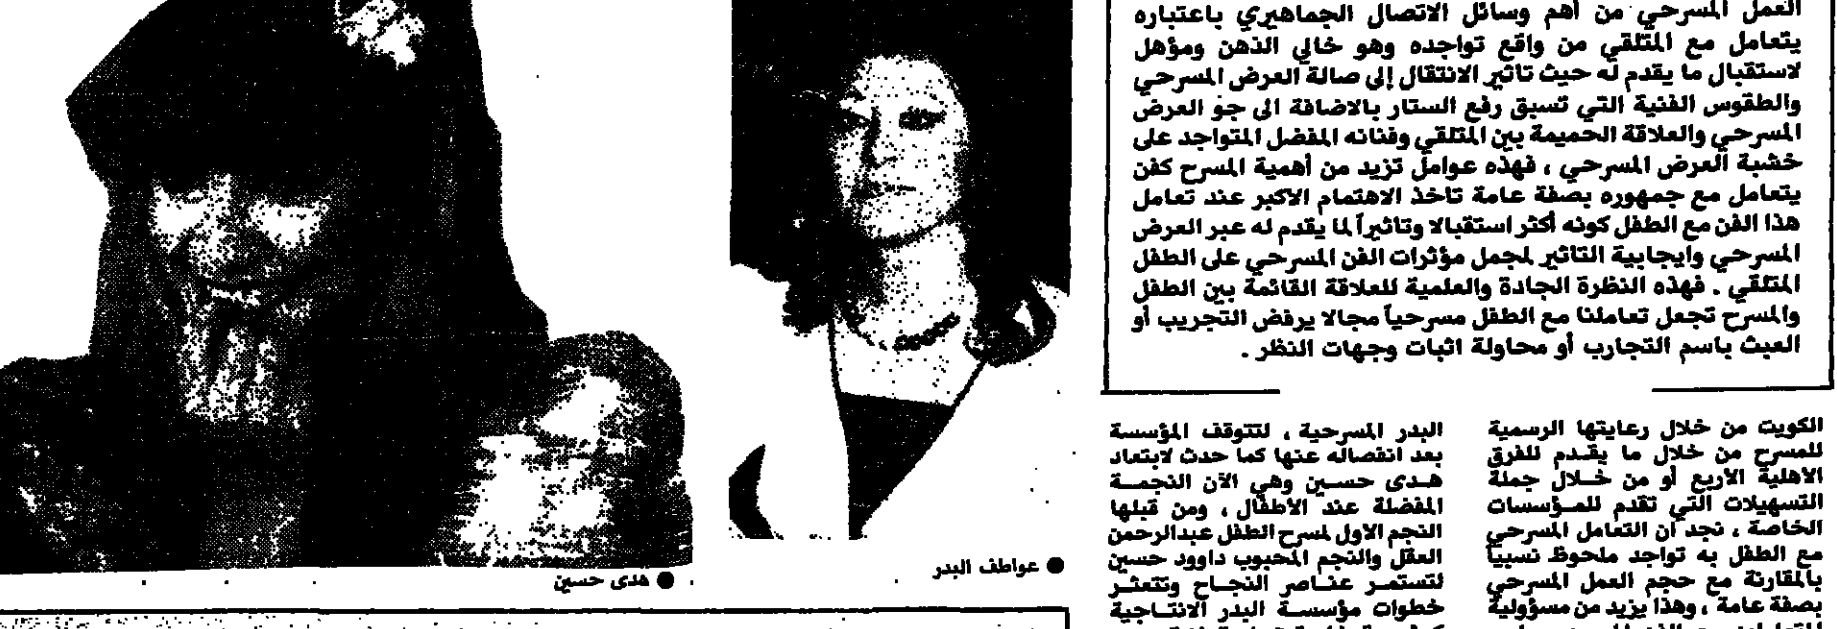 العمل المسرحي من أهم وسائل الاتصال الجماهيري باعتباره
يتعامل مع المتلقي من واقع تواجده وهو خالي الذهن ومؤهل
لاستقبال ما يقدم له حيث تاثير الانتقال إلى صالة العرض المسرحي
والطقوس الفنية التي تسبق رفع الستار بالاضافة الى جو العرض
المسرحي والعلاقة الحميمة بين المتلقي وفنانه المفضل المتواجد على
خشبة العرض المسرحي ، فهذه عوامل تزيد من أهمية المسرح كفن
يتعامل مع جمهوره بصفة عامة تاخذ الاهتمام الاكبر عند تعامل
هذا الفن مع الطفل كونه أكثر استقبالا وتاثيراً لما يقدم له عبر العرض
المسرحي وايجابية التاثير لمجمل مؤثرات الفن المسرحي على الطفل
المتلقي . فهذه النظرة الجادة والعلمية للعلاقة القائمة بين الطفل
والمسرح تجعل تعاملنا مع الطفل مسرحياً مجالا يرفض التجريب أو
العبث باسم التجارب أو محاولة اثبات وجهات النظر .
الكويت من خلال رعايتها الرسمية
للمسرح من خلال ما يقدم للفرق
الاهلية الاربع أو من خلال جملة
التسهيلات التي تقدم للمؤسسات
الخاصة ، نجد ان التعامل المسرحي
مع الطفل به تواجد ملحوظ نسبياً
بالمقارنة مع حجم العمل المسرحي
بصفة عامة ، وهذا يزيد من مسؤولية
البدر المسرحية ، لتتوقف المؤسسة
بعد انفصاله عنها كما حدث لابتعاد
هدى حسين وهي الآن النجمة
المفضلة عند الأطفال ، ومن قبلها
النجم الاول لمسرح الطفل عبدالرحمن
العقل والنجم المحبوب داوود حسين
لتستمر عناصر النجاح وتتعثر
خطوات مؤسسة البدر الانتاجية
● عواطف البدر
● هدى حسين